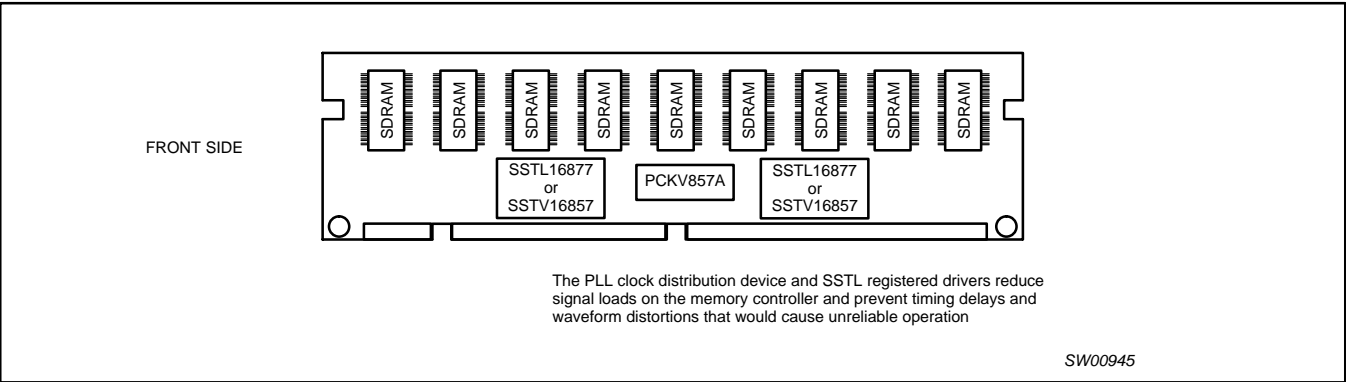 SDRAM
SDRAM
SDRAM
SDRAM
SDRAM
SDRAM
SDRAM
SDRAM
SDRAM
FRONT SIDE
SSTL16877
or
SSTV16857
PCKV857A
SSTL16877
or
SSTV16857
The PLL clock distribution device and SSTL registered drivers reduce
signal loads on the memory controller and prevent timing delays and
waveform distortions that would cause unreliable operation
SW00945